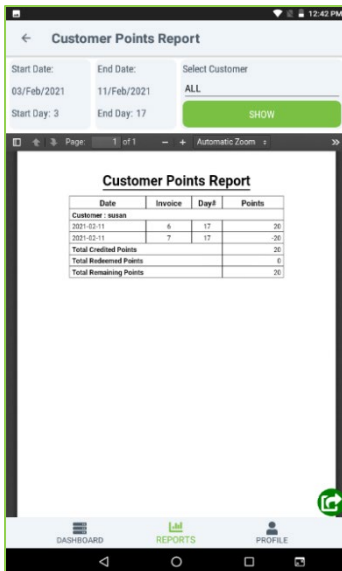 12:42 PM
Customer Points Report
Start Date: End Date: Select Customer
03/Feb/2021 11/Feb/2021 ALL
Start Day: 3 End Day: 17 SHOW
Page: 1 of 1 − + Automatic Zoom
Customer Points Report
Date Invoice Day# Points
Customer : susan
2021-02-11 6 17 20
2021-02-11 7 17 -20
Total Credited Points 20
Total Redeemed Points 0
Total Remaining Points 20
DASHBOARD REPORTS PROFILE